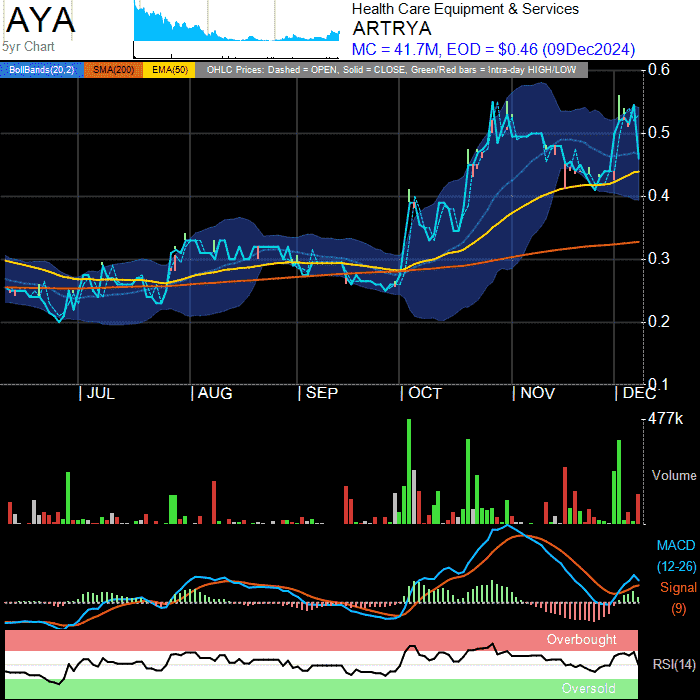 AYA
5yr Chart
Health Care Equipment & Services
ARTRYA
MC = 41.7M, EOD = $0.46 (09Dec2024)
BollBands(20,2) SMA(200) EMA(50) OHLC Prices: Dashed = OPEN, Solid = CLOSE, Green/Red bars = Intra-day HIGH/LOW
0.6
0.5
0.4
0.3
0.2
0.1
| JUL | AUG | SEP | OCT | NOV | DEC
477k
Volume
MACD
(12-26)
Signal
(9)
Overbought
RSI(14)
Oversold